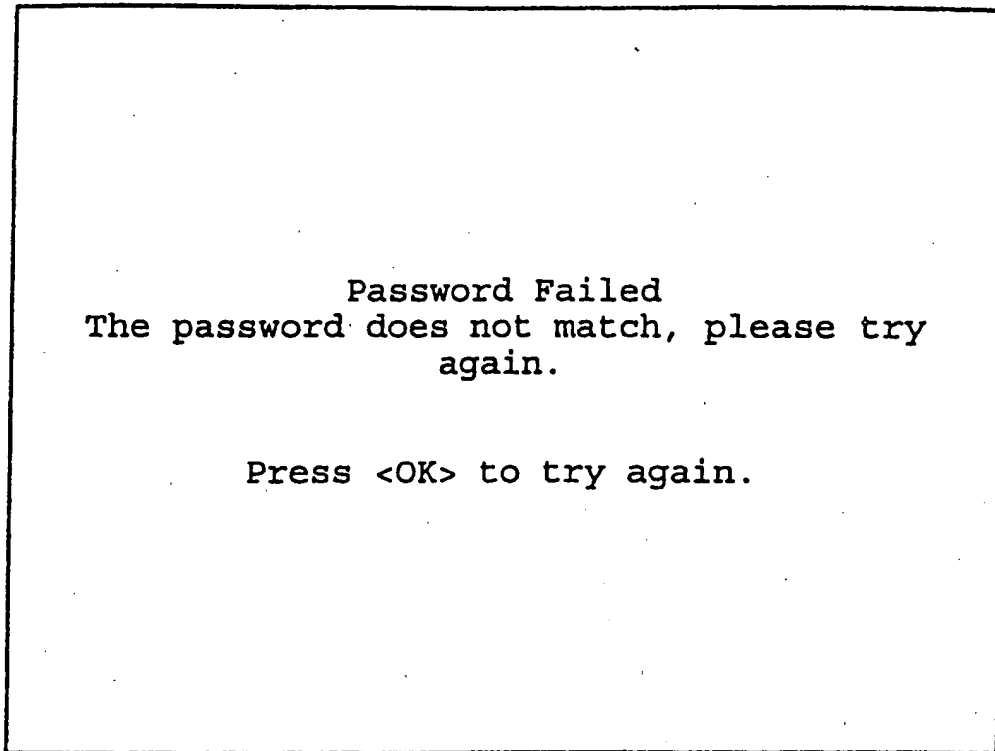 Password Failed
The password does not match, please try
again.
Press <OK> to try again.